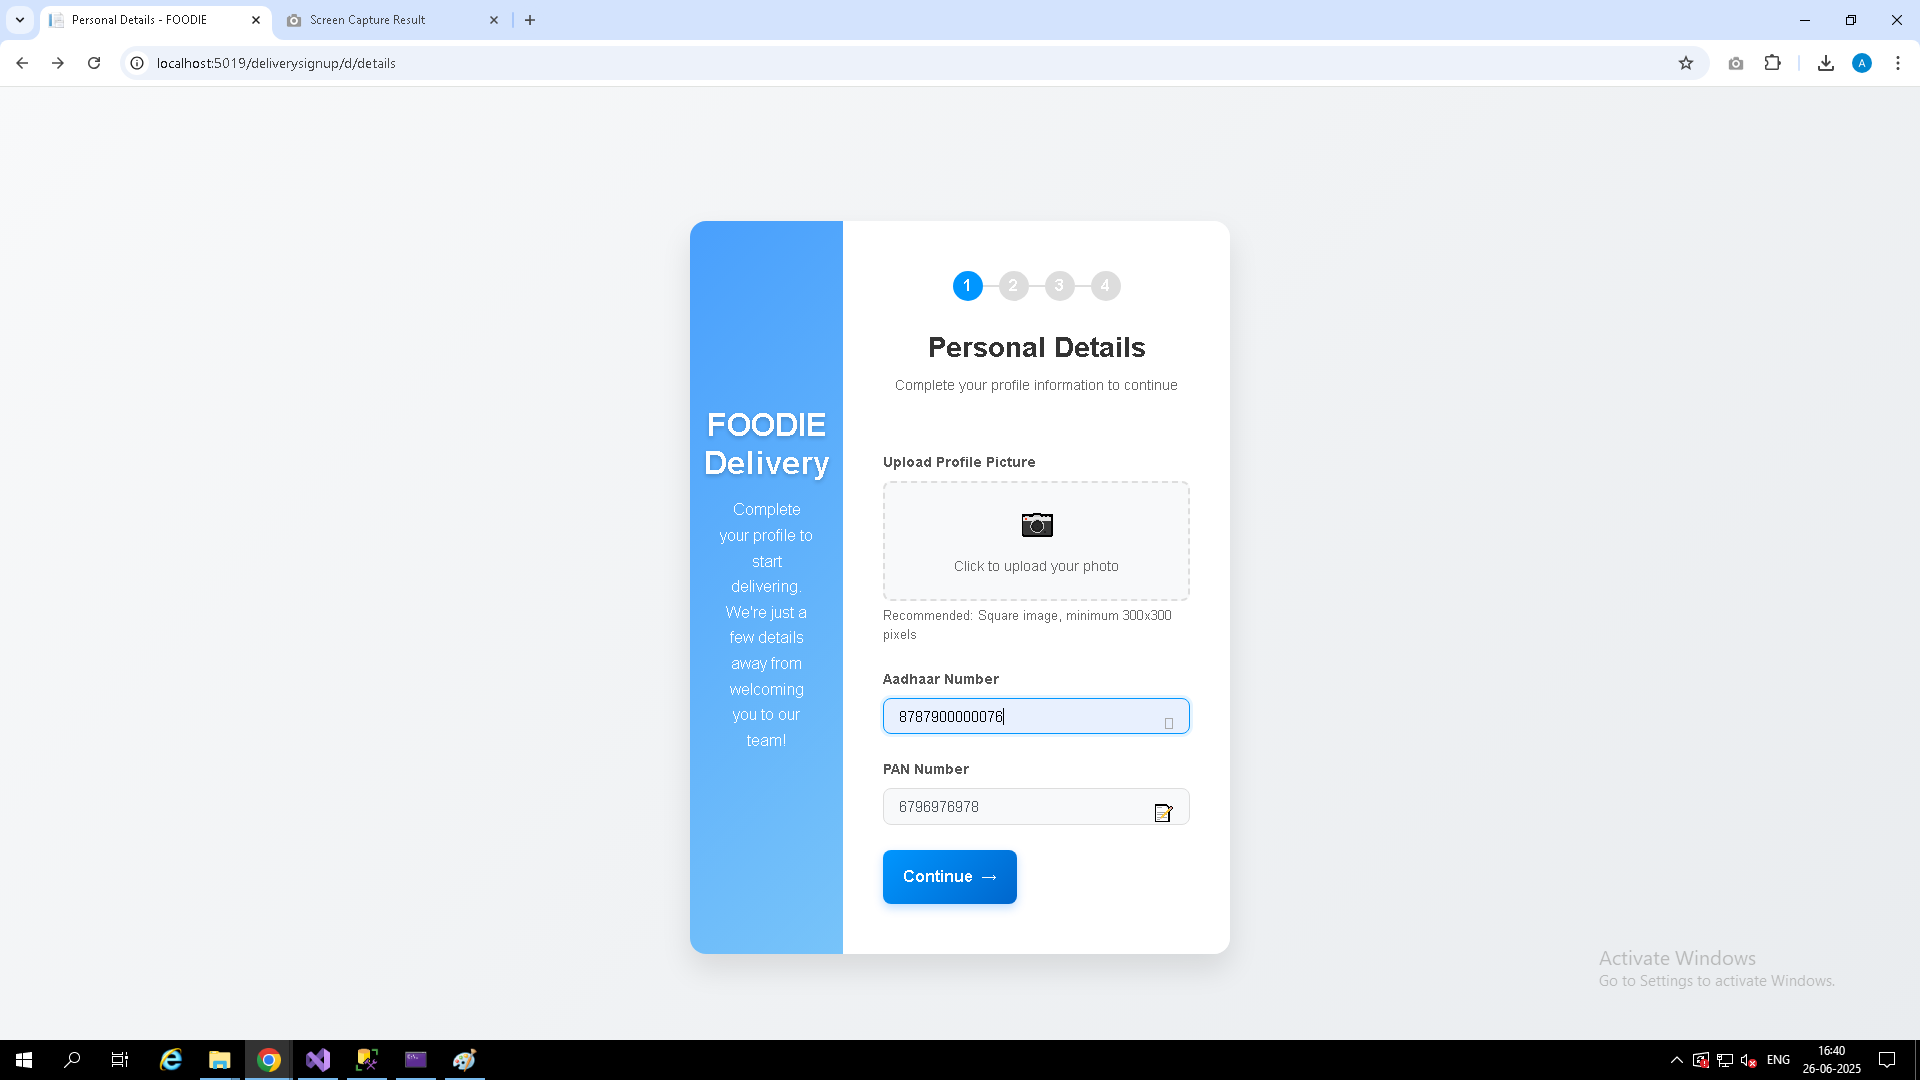 Personal Details - FOODIE
Screen Capture Result
localhost:5019/deliverysignup/d/details
A
FOODIE
Delivery
Complete
your profile to
start
delivering.
We're just a
few details
away from
welcoming
you to our
team!
1 2 3 4
Personal Details
Complete your profile information to continue
Upload Profile Picture
Click to upload your photo
Recommended: Square image, minimum 300x300
pixels
Aadhaar Number
8787900000076
PAN Number
6796976978
Continue →
Activate Windows
Go to Settings to activate Windows.
ENG
16:40
26-06-2025